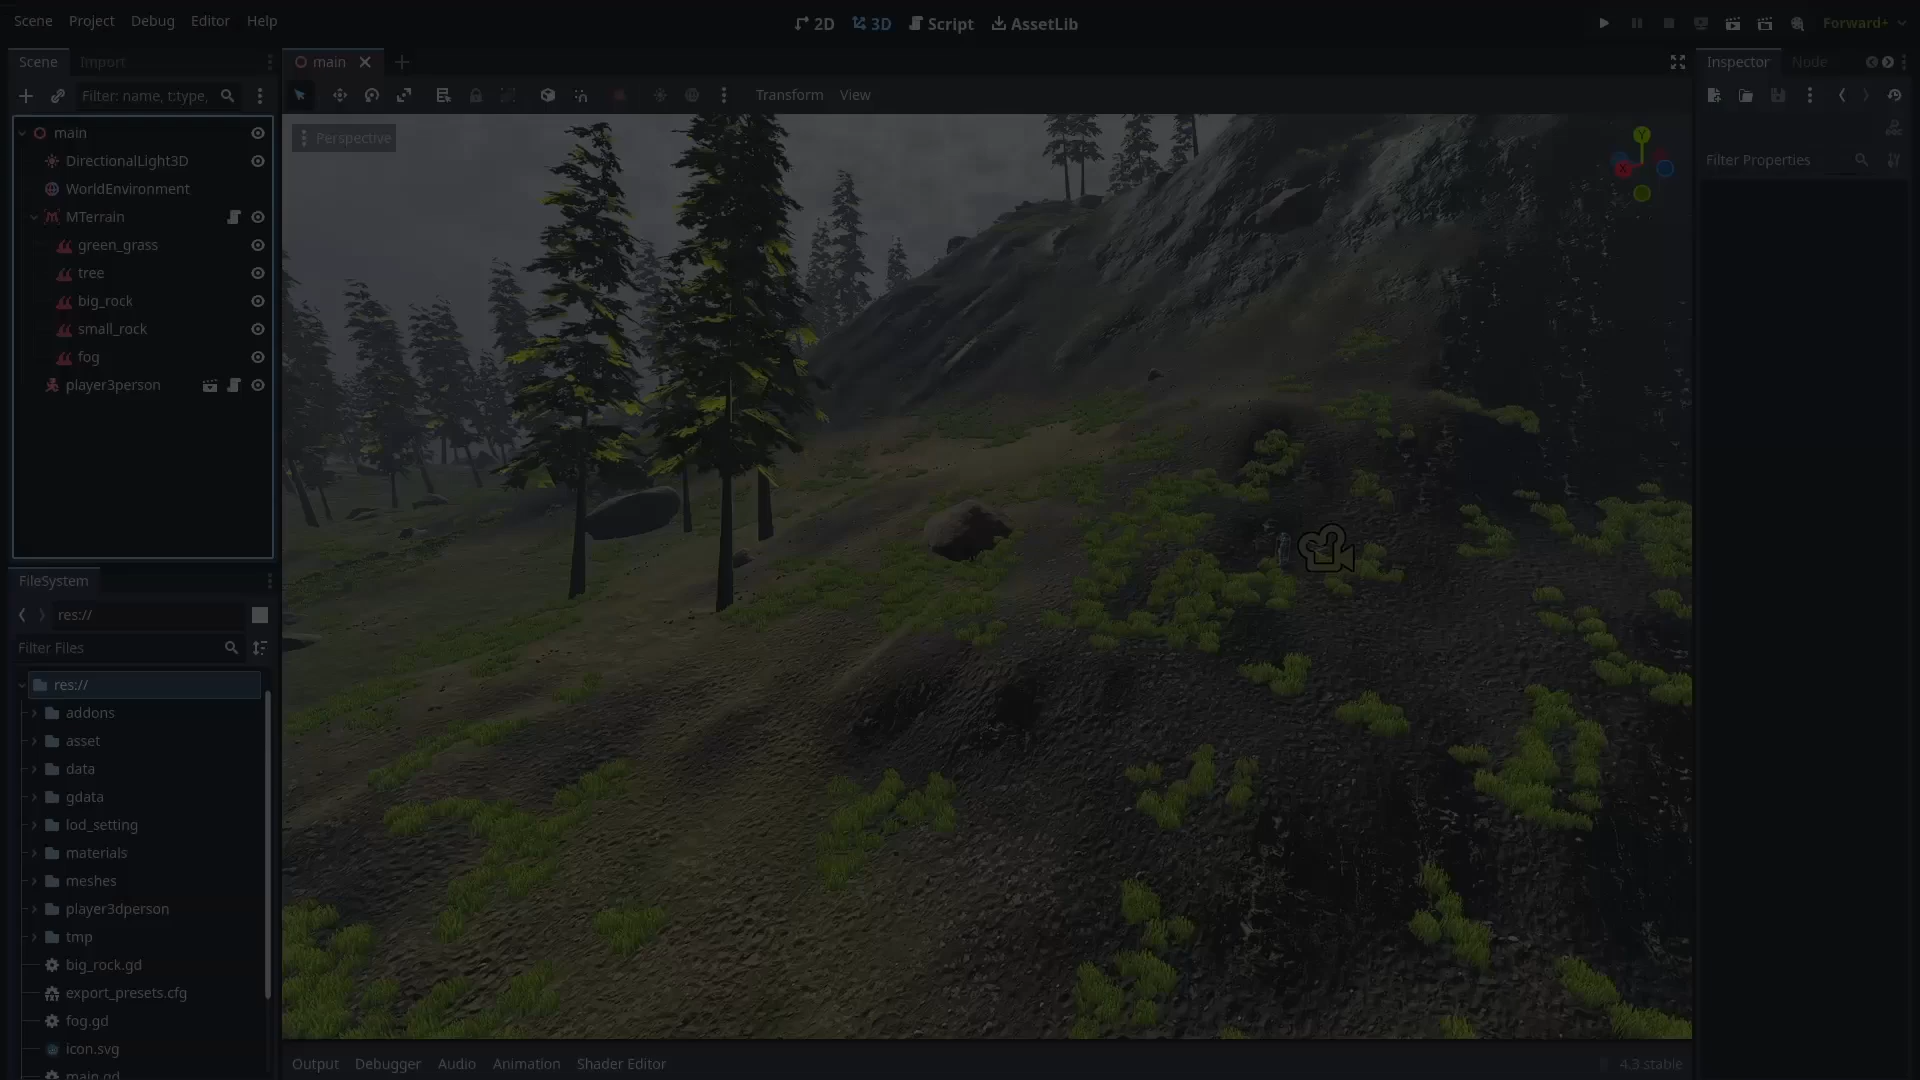 Scene Project Debug Editor Help
2D 3D Script AssetLib
Forward+
Scene Import
main
Inspector Node
Filter: name, t:type,
Transform View
Perspective
Y
X
Filter Properties
main
DirectionalLight3D
WorldEnvironment
MTerrain
green_grass
tree
big_rock
small_rock
fog
player3person
FileSystem
res://
Filter Files
res://
addons
asset
data
gdata
lod_setting
materials
meshes
player3dperson
tmp
big_rock.gd
export_presets.cfg
fog.gd
icon.svg
main.gd
Output Debugger Audio Animation Shader Editor
4.3 stable